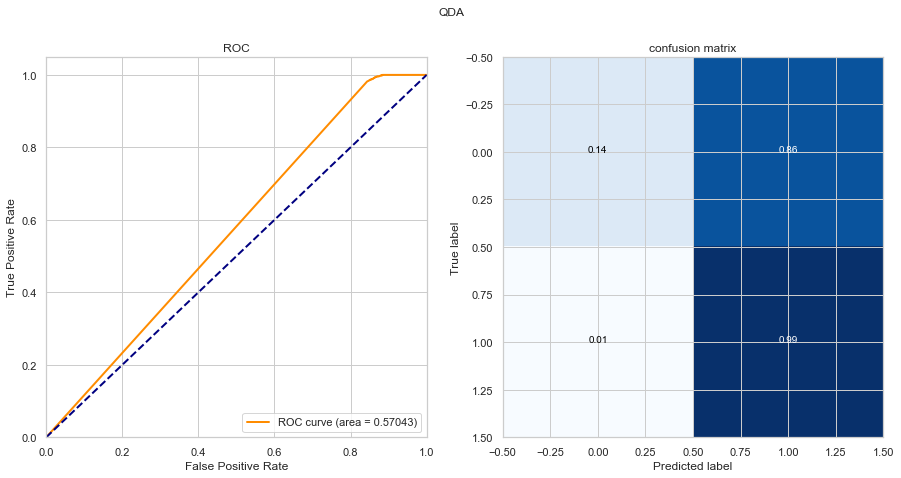 QDA
ROC
1.0
0.8
0.6
0.4
0.2
0.0
True Positive Rate
0.0 0.2 0.4 0.6 0.8 1.0
False Positive Rate
ROC curve (area = 0.57043)
confusion matrix
−0.50
−0.25
0.00
0.25
0.50
0.75
1.00
1.25
1.50
True label
0.14 0.86
0.01 0.99
−0.50 −0.25 0.00 0.25 0.50 0.75 1.00 1.25 1.50
Predicted label